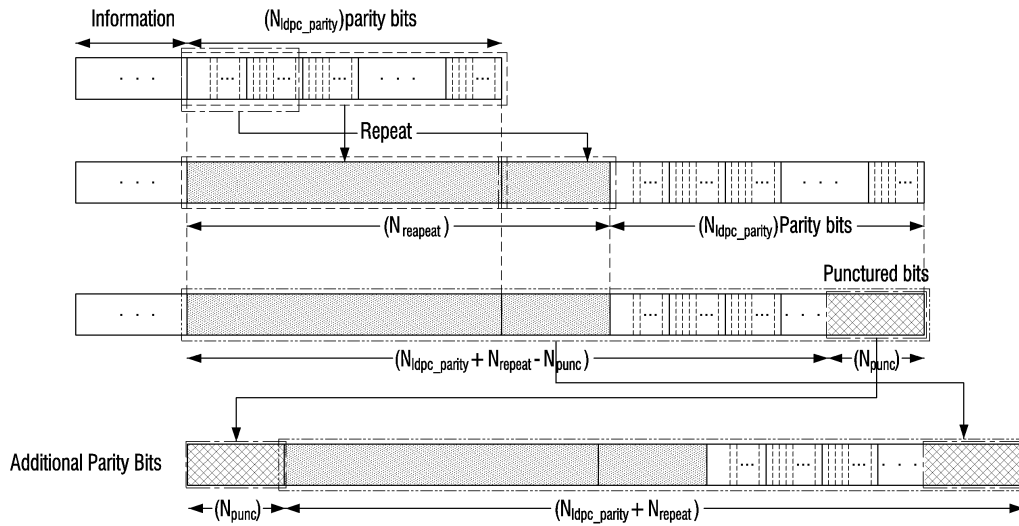 Information (Nldpc_parity)parity bits
. . . ... ... ... . . . ...
Repeat
. . . ... ... ... . . . ...
(Nreapeat) (Nldpc_parity)Parity bits
Punctured bits
. . . ... ... ... . . .
(Nldpc_parity + Nrepeat - Npunc) (Npunc)
Additional Parity Bits ... ... ... . . .
(Npunc) (Nldpc_parity + Nrepeat)